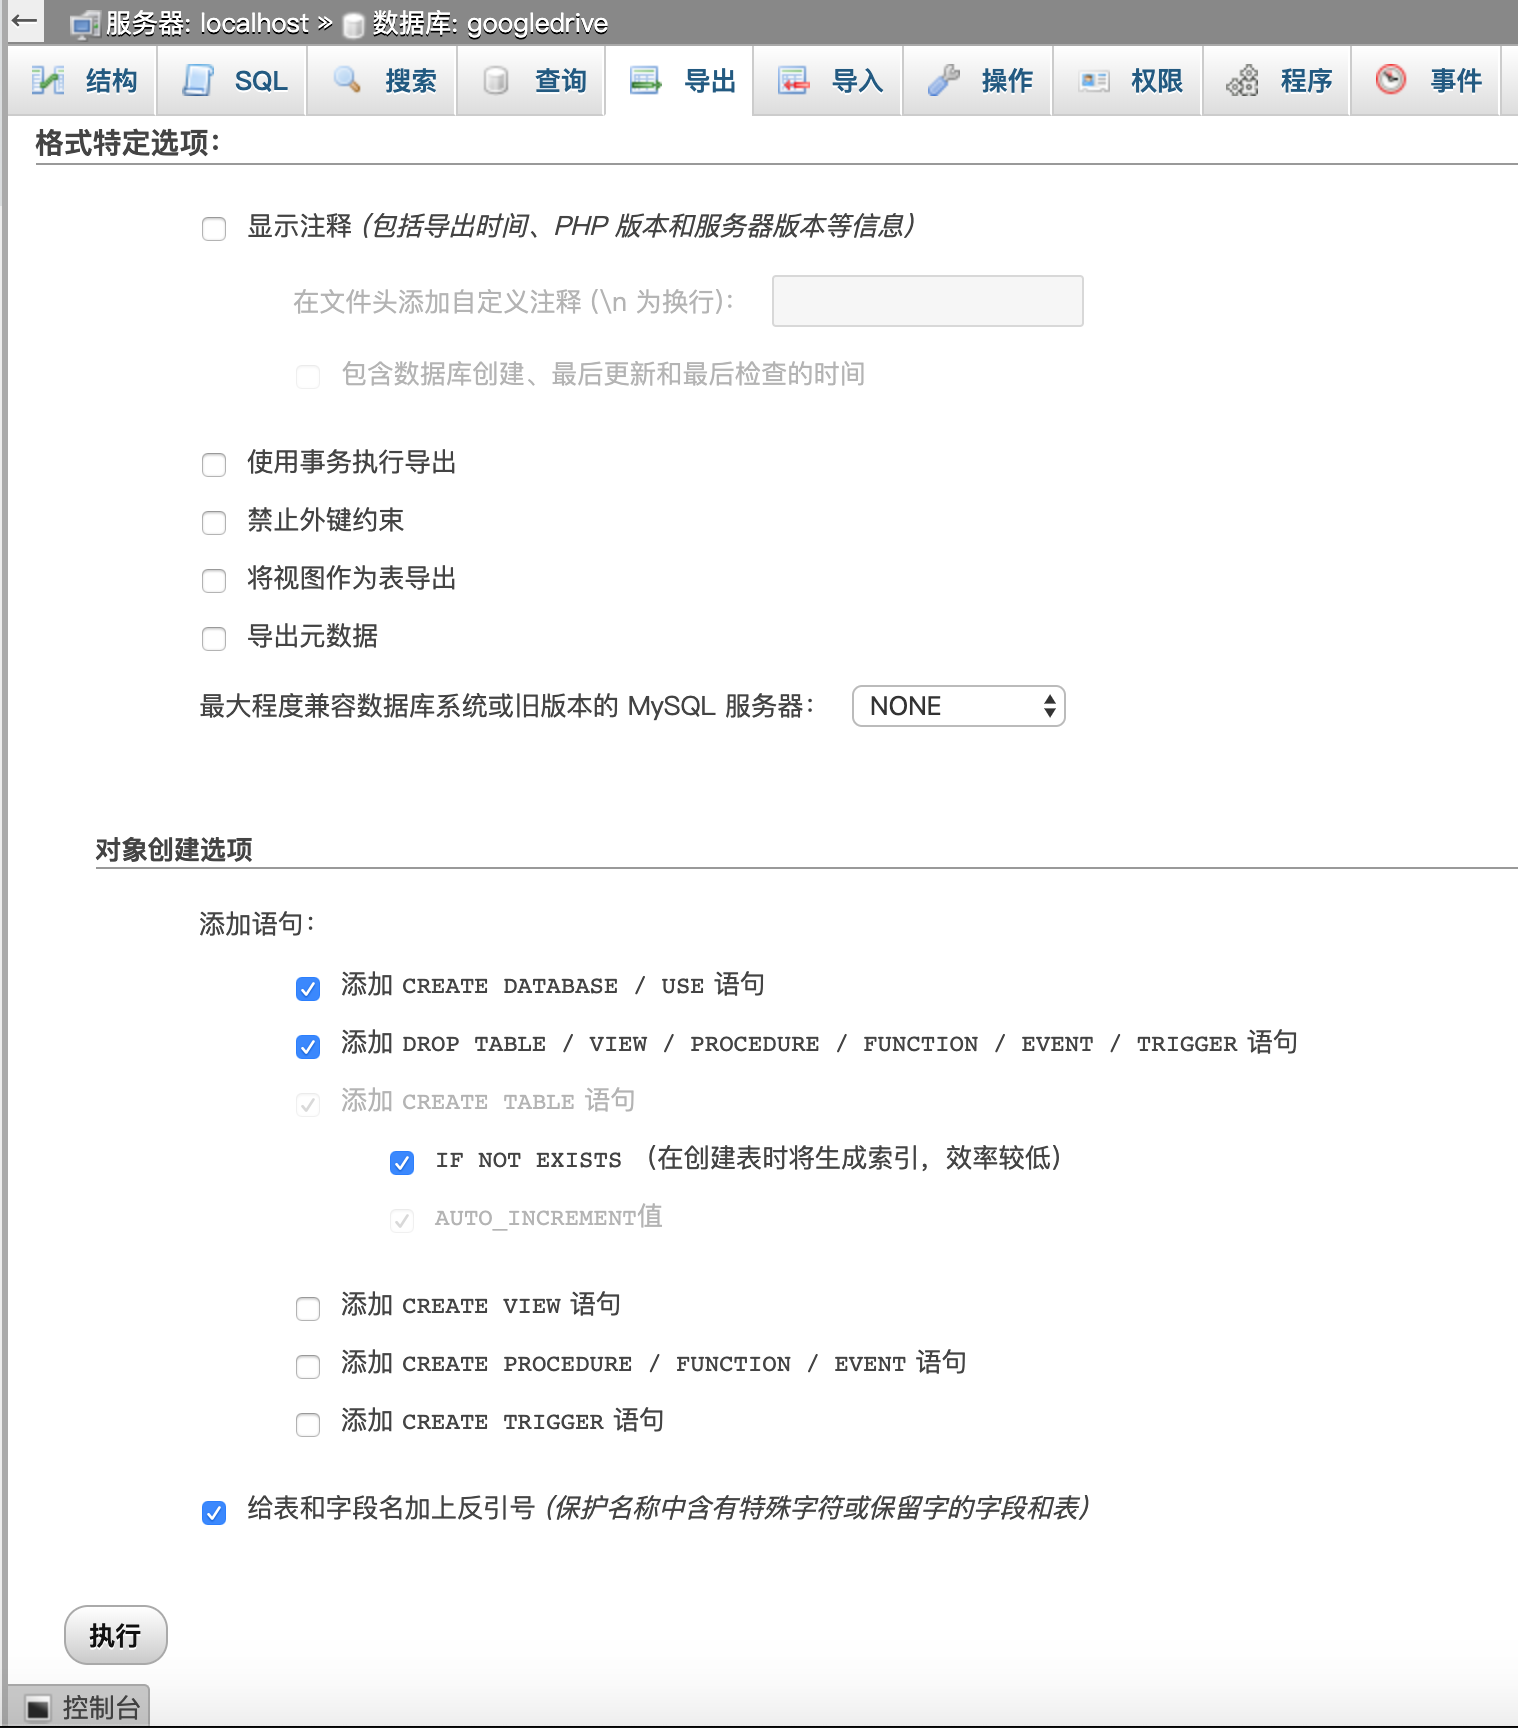 服务器: localhost » 数据库: googledrive
结构 SQL 搜索 查询 导出 导入 操作 权限 程序 事件
格式特定选项：
显示注释 (包括导出时间、PHP 版本和服务器版本等信息)
在文件头添加自定义注释 (\n 为换行)：
包含数据库创建、最后更新和最后检查的时间
使用事务执行导出
禁止外键约束
将视图作为表导出
导出元数据
最大程度兼容数据库系统或旧版本的 MySQL 服务器： NONE
对象创建选项
添加语句：
添加 CREATE DATABASE / USE 语句
添加 DROP TABLE / VIEW / PROCEDURE / FUNCTION / EVENT / TRIGGER 语句
添加 CREATE TABLE 语句
IF NOT EXISTS （在创建表时将生成索引，效率较低）
AUTO_INCREMENT值
添加 CREATE VIEW 语句
添加 CREATE PROCEDURE / FUNCTION / EVENT 语句
添加 CREATE TRIGGER 语句
给表和字段名加上反引号 (保护名称中含有特殊字符或保留字的字段和表)
执行
控制台